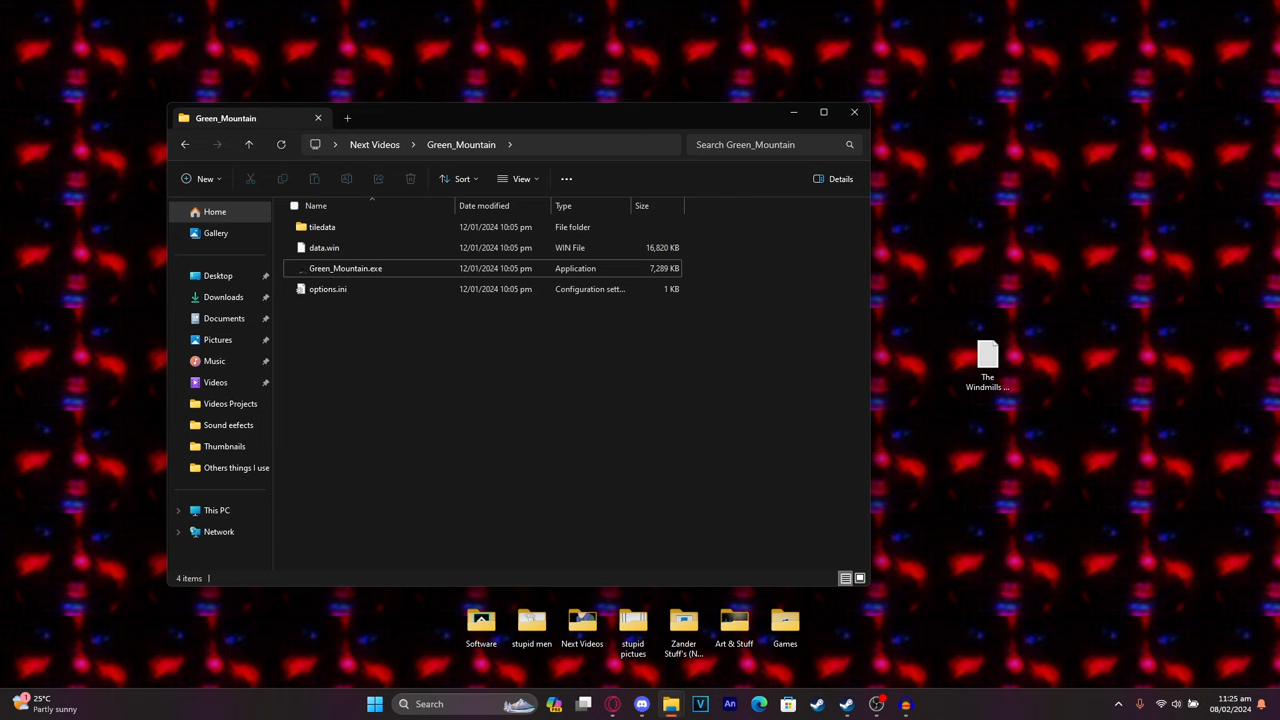 Green_Mountain
Next Videos
Green_Mountain
Search Green_Mountain
New
Sort
View
Details
Name
Date modified
Type
Size
tiledata
12/01/2024 10:05 pm
File folder
data.win
12/01/2024 10:05 pm
WIN File
16,820 KB
Green_Mountain.exe
12/01/2024 10:05 pm
Application
7,289 KB
options.ini
12/01/2024 10:05 pm
Configuration sett...
1 KB
Home
Gallery
Desktop
Downloads
Documents
Pictures
Music
Videos
Videos Projects
Sound eefects
Thumbnails
Others things I use
This PC
Network
4 items
The
Windmills ...
Software
stupid men
Next Videos
stupid
pictues
Zander
Stuff's (N...
Art & Stuff
Games
1
25°C
Partly sunny
Search
V
An
11:25 am
08/02/2024